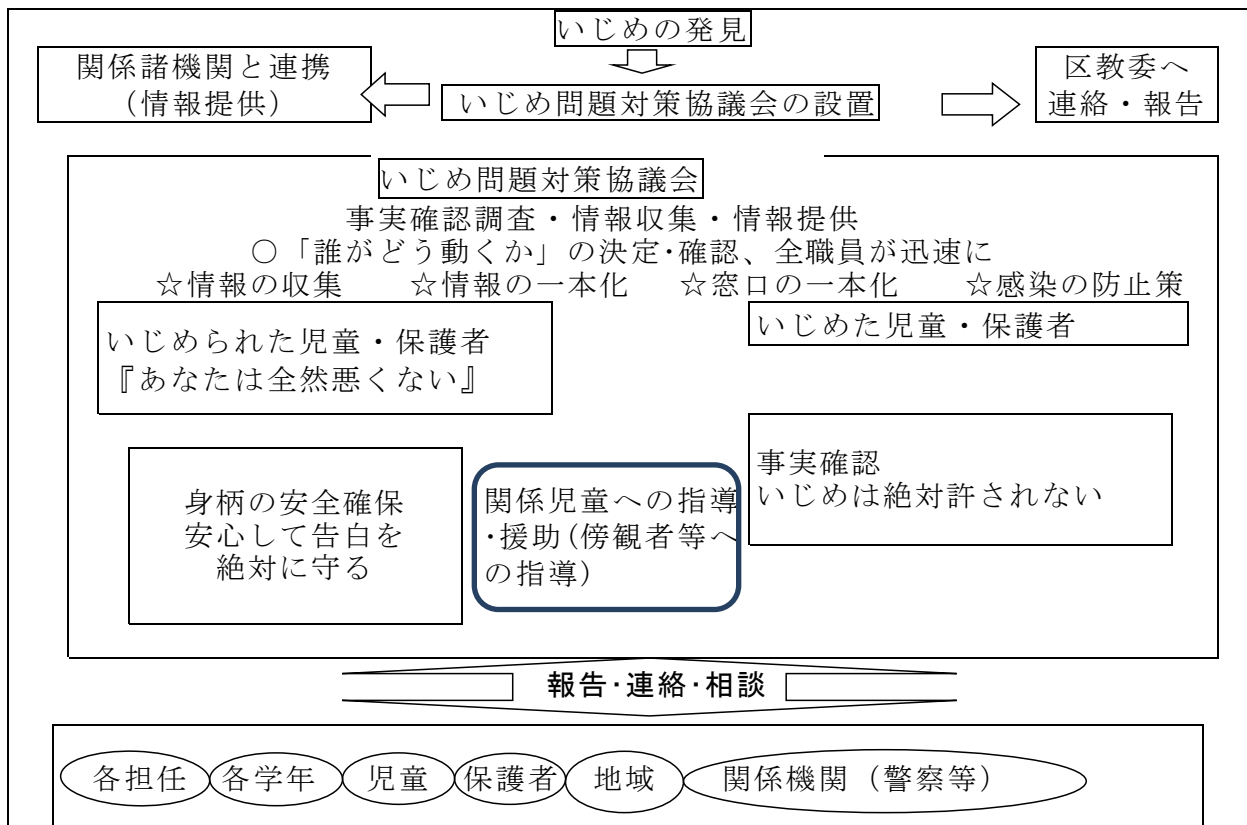 いじめの発見
関係諸機関と連携
(情報提供)
いじめ問題対策協議会の設置
区教委へ
連絡・報告
いじめ問題対策協議会
事実確認調査・情報収集・情報提供
○「誰がどう動くか」の決定･確認、全職員が迅速に
☆情報の収集　☆情報の一本化　☆窓口の一本化　☆感染の防止策
いじめられた児童・保護者
『あなたは全然悪くない』
いじめた児童・保護者
身柄の安全確保
安心して告白を
絶対に守る
関係児童への指導
･援助(傍観者等へ
の指導)
事実確認
いじめは絶対許されない
報告･連絡･相談
各担任　各学年　児童　保護者　地域　関係機関（警察等）